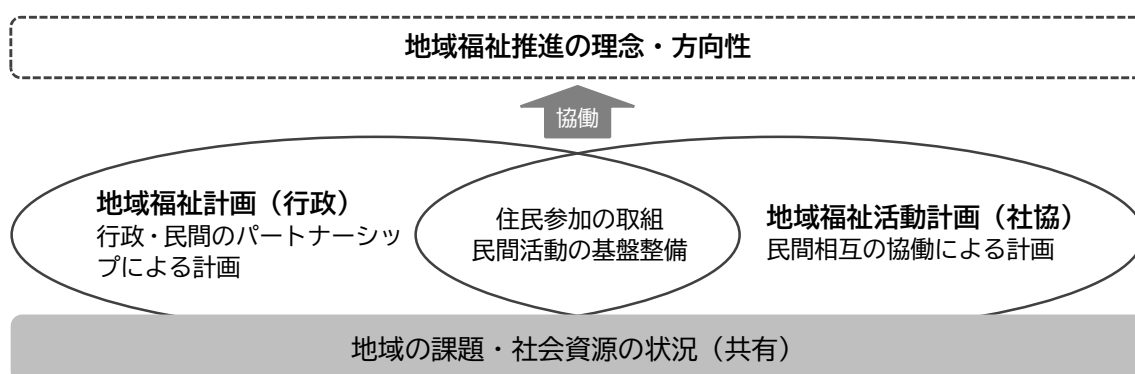 地域福祉推進の理念・方向性
協働
地域福祉計画（行政）
行政・民間のパートナーシッ
プによる計画
住民参加の取組
民間活動の基盤整備
地域福祉活動計画（社協）
民間相互の協働による計画
地域の課題・社会資源の状況（共有）